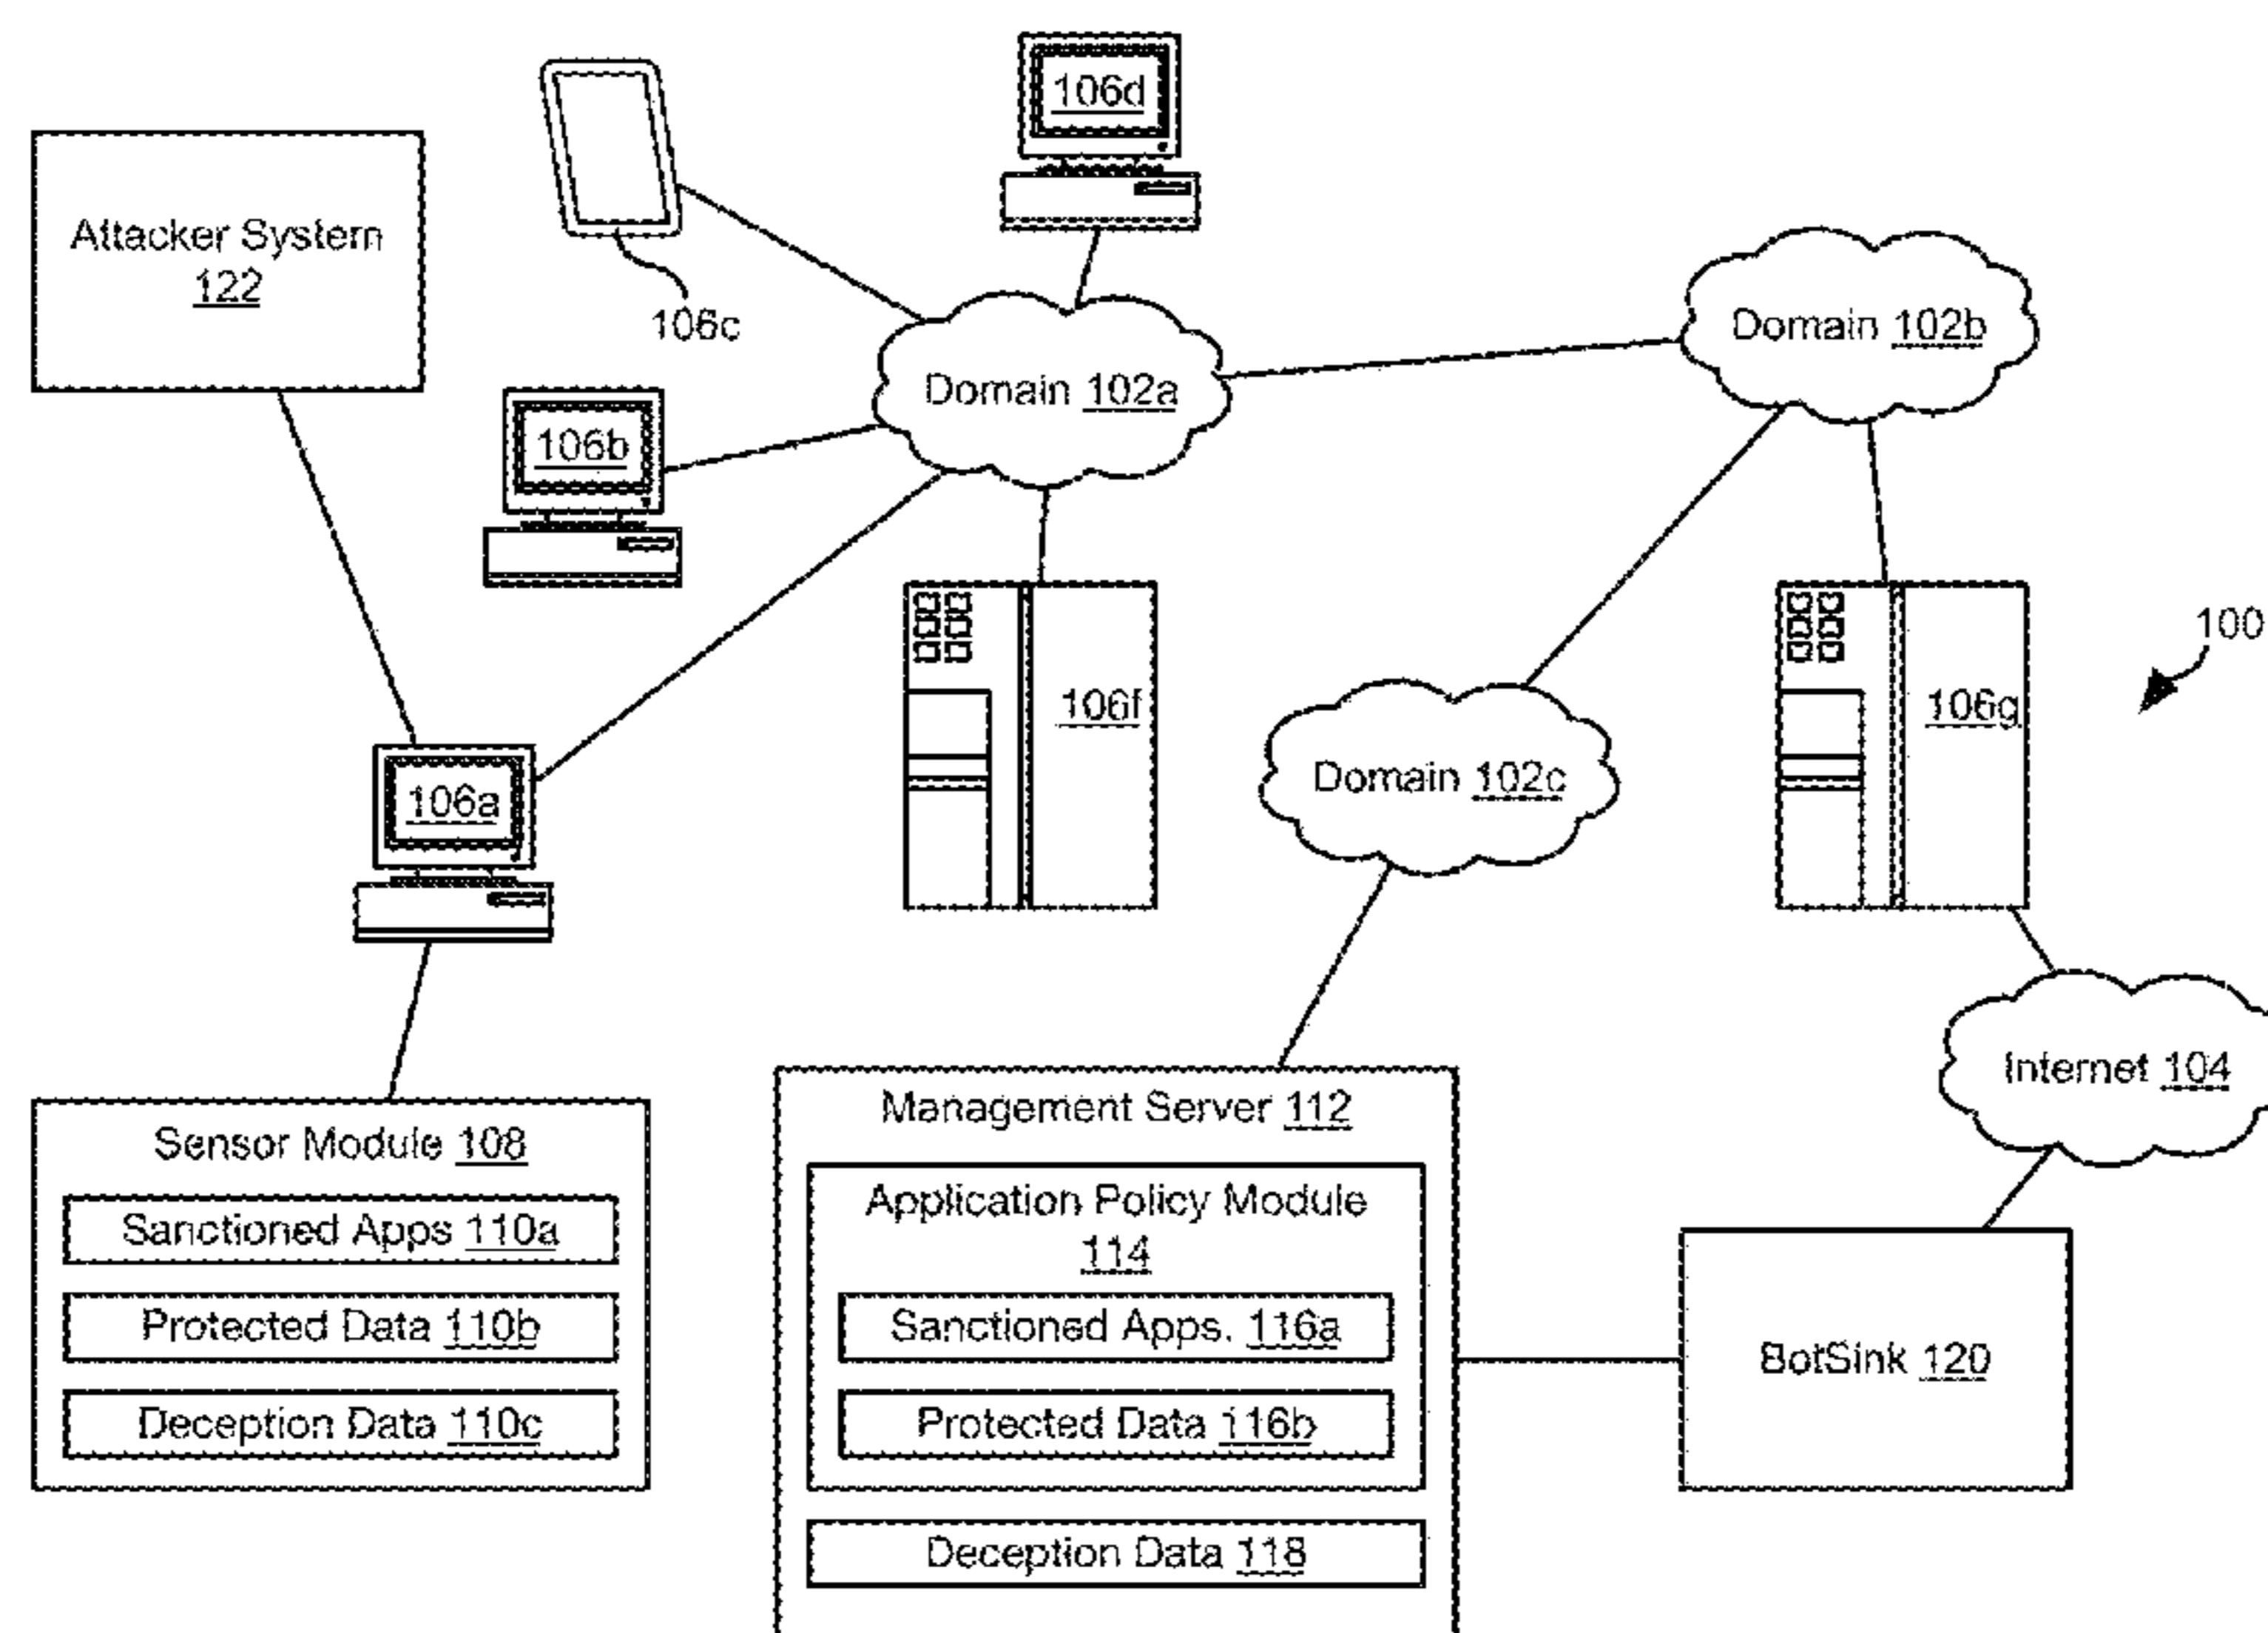 106d
Attacker System
122
106c
Domain 102b
Domain 102a
106b
100
106f
106g
Domain 102c
106a
Internet 104
Management Server 112
Sensor Module 108
Application Policy Module
114
Sanctioned Apps 110a
Protected Data 110b
Deception Data 110c
Sanctioned Apps. 116a
Protected Data 116b
BotSink 120
Deception Data 118